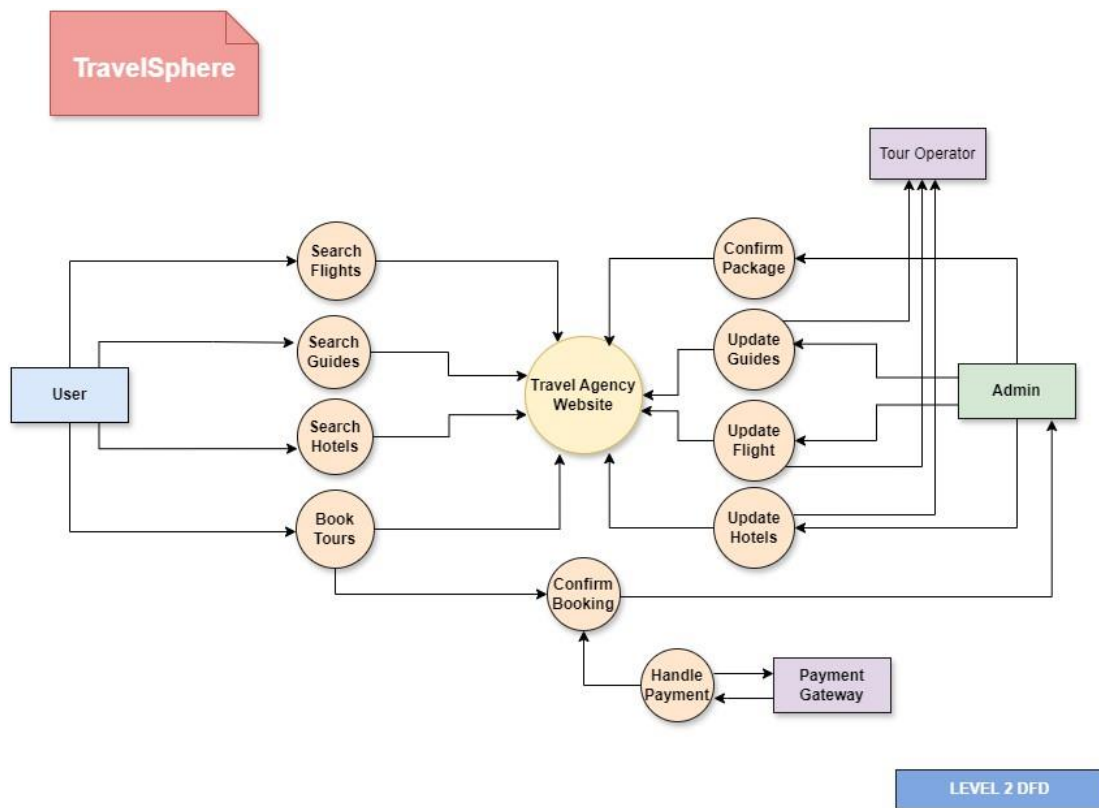 TravelSphere
Tour Operator
Search
Flights
Confirm
Package
Search
Guides
Update
Guides
User
Travel Agency
Website
Admin
Search
Hotels
Update
Flight
Book
Tours
Update
Hotels
Confirm
Booking
Handle
Payment
Payment
Gateway
LEVEL 2 DFD